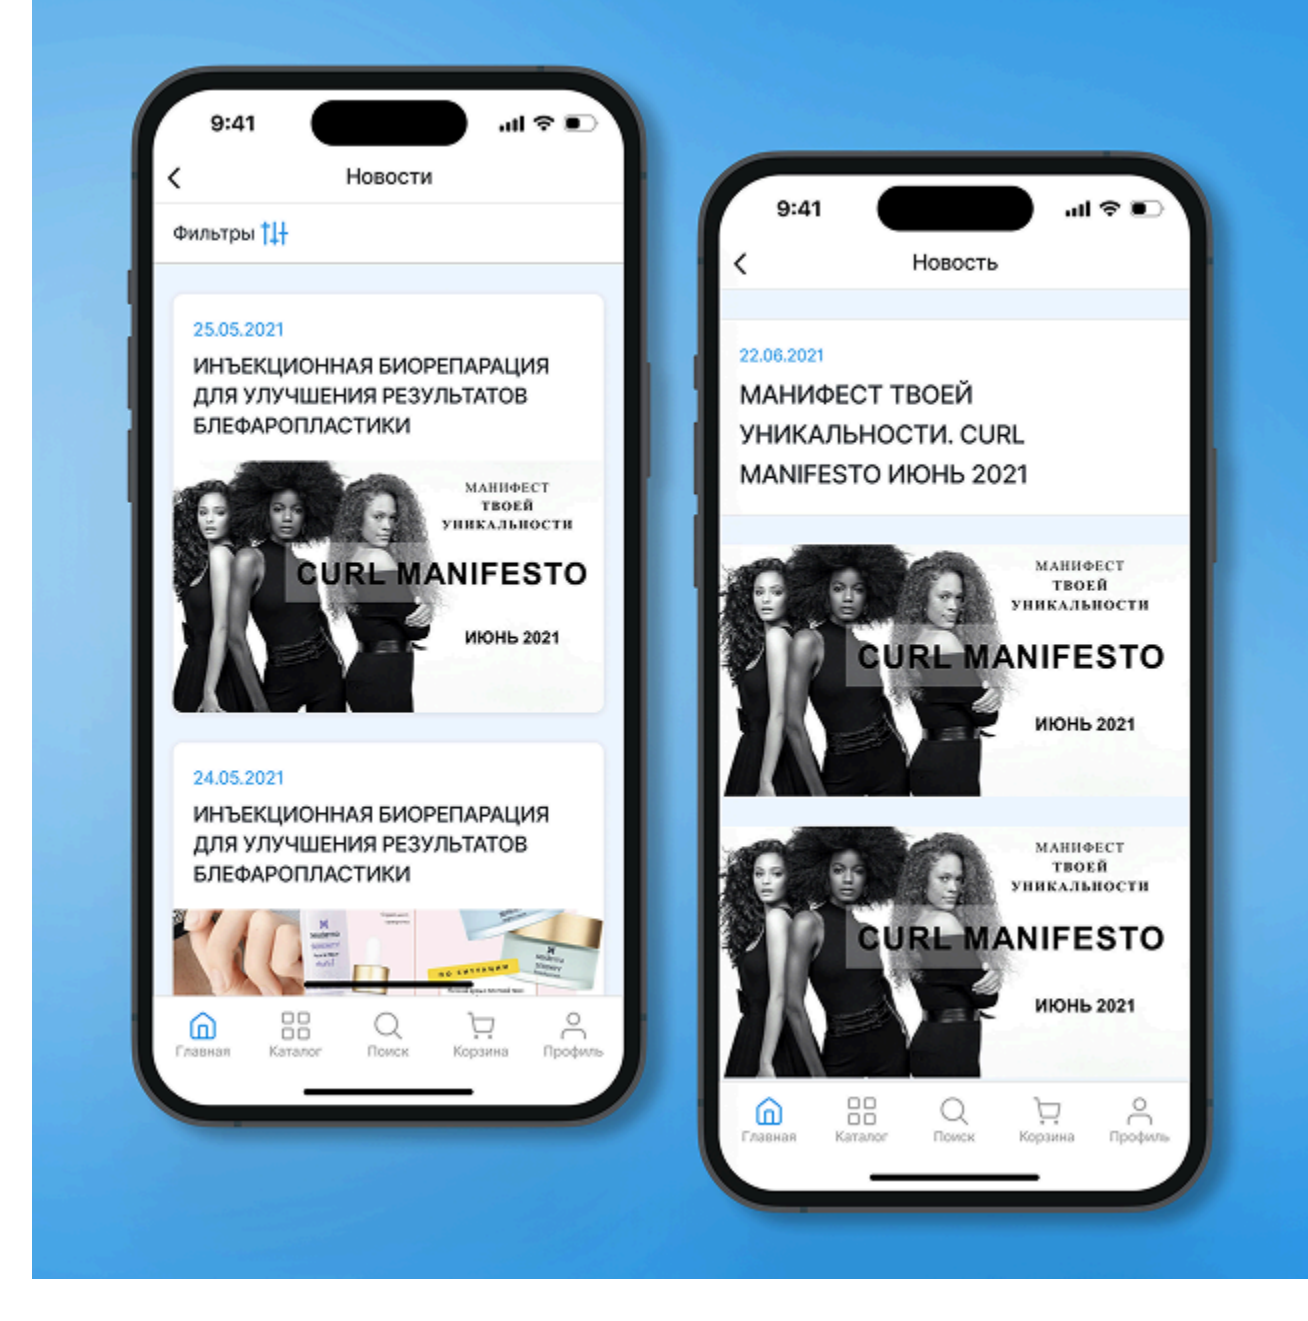 9:41
Новости
Фильтры
25.05.2021
ИНЪЕКЦИОННАЯ БИОРЕПАРАЦИЯ
ДЛЯ УЛУЧШЕНИЯ РЕЗУЛЬТАТОВ
БЛЕФАРОПЛАСТИКИ
МАНИФЕСТ
ТВОЕЙ
УНИКАЛЬНОСТИ
CURL MANIFESTO
ИЮНЬ 2021
24.05.2021
ИНЪЕКЦИОННАЯ БИОРЕПАРАЦИЯ
ДЛЯ УЛУЧШЕНИЯ РЕЗУЛЬТАТОВ
БЛЕФАРОПЛАСТИКИ
ПО СИТУАЦИИ
Главная Каталог Поиск Корзина Профиль
9:41
Новость
22.06.2021
МАНИФЕСТ ТВОЕЙ
УНИКАЛЬНОСТИ. CURL
MANIFESTO ИЮНЬ 2021
МАНИФЕСТ
ТВОЕЙ
УНИКАЛЬНОСТИ
CURL MANIFESTO
ИЮНЬ 2021
МАНИФЕСТ
ТВОЕЙ
УНИКАЛЬНОСТИ
CURL MANIFESTO
ИЮНЬ 2021
Главная Каталог Поиск Корзина Профиль